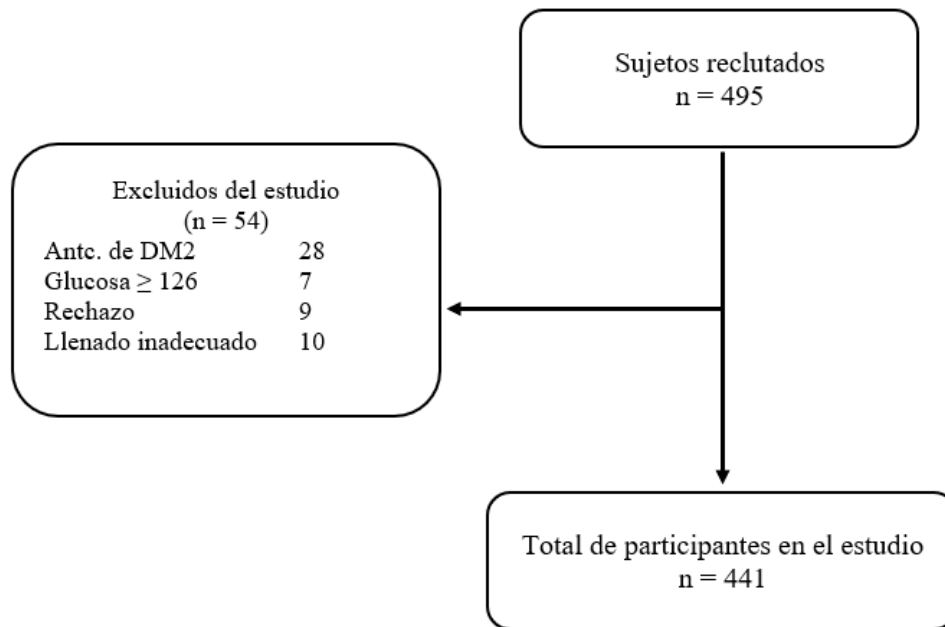 Sujetos reclutados
n = 495
Excluidos del estudio
(n = 54)
Antc. de DM2 28
Glucosa ≥ 126 7
Rechazo 9
Llenado inadecuado 10
Total de participantes en el estudio
n = 441